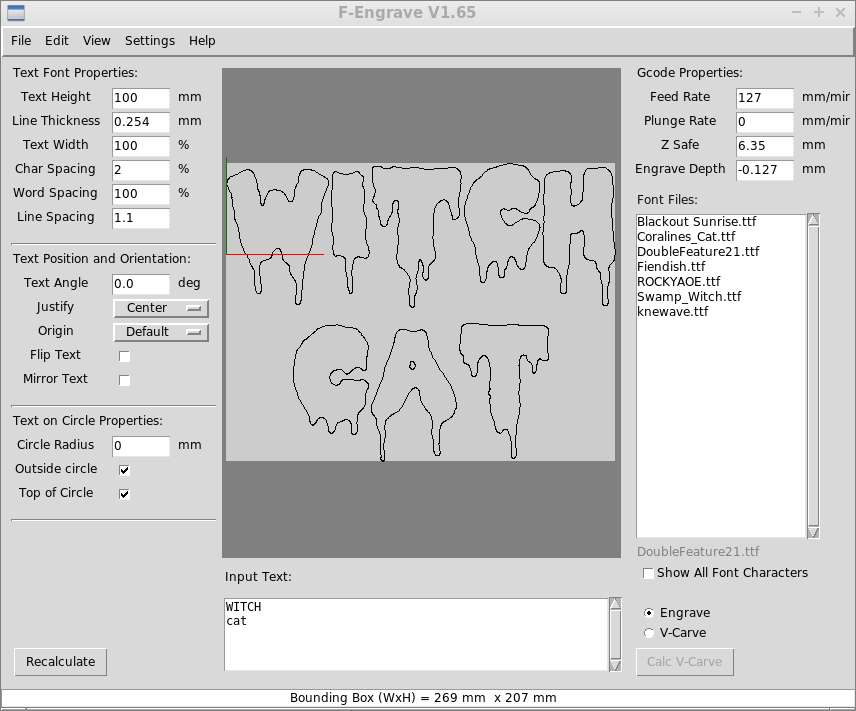 F-Engrave V1.65
File Edit View Settings Help
Text Font Properties:
Text Height 100 mm
Line Thickness 0.254 mm
Text Width 100 %
Char Spacing 2 %
Word Spacing 100 %
Line Spacing 1.1
Text Position and Orientation:
Text Angle 0.0 deg
Justify Center
Origin Default
Flip Text
Mirror Text
Text on Circle Properties:
Circle Radius 0 mm
Outside circle
Top of Circle
Recalculate
WITCH
CAT
Input Text:
WITCH
cat
Gcode Properties:
Feed Rate 127 mm/mir
Plunge Rate 0 mm/mir
Z Safe 6.35 mm
Engrave Depth -0.127 mm
Font Files:
Blackout Sunrise.ttf
Coralines_Cat.ttf
DoubleFeature21.ttf
Fiendish.ttf
ROCKYAOE.ttf
Swamp_Witch.ttf
knewave.ttf
DoubleFeature21.ttf
Show All Font Characters
Engrave
V-Carve
Calc V-Carve
Bounding Box (WxH) = 269 mm x 207 mm